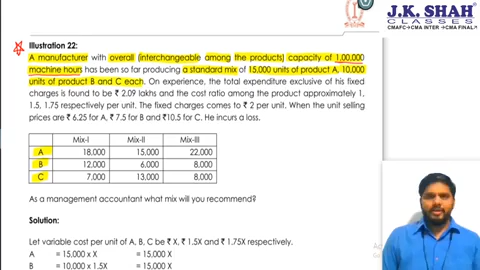 J.K. SHAH
CLASSES
CMAFC➝CMA INTER ➝CMA FINAL
Illustration 22:
A manufacturer with overall (interchangeable among the products) capacity of 1,00,000
machine hours has been so far producing a standard mix of 15,000 units of product A, 10,000
units of product B and C each. On experience, the total expenditure exclusive of his fixed
charges is found to be ₹ 2.09 lakhs and the cost ratio among the product approximately 1,
1.5, 1.75 respectively per unit. The fixed charges comes to ₹ 2 per unit. When the unit selling
prices are ₹ 6.25 for A, ₹ 7.5 for B and ₹10.5 for C. He incurs a loss.
Mix-I Mix-II Mix-III
A 18,000 15,000 22,000
B 12,000 6,000 8,000
C 7,000 13,000 8,000
As a management accountant what mix will you recommend?
Solution:
Let variable cost per unit of A, B, C be ₹ X, ₹ 1.5X and ₹ 1.75X respectively.
A = 15,000 x X = 15,000 X
B = 10,000 x 1.5X = 15,000 X